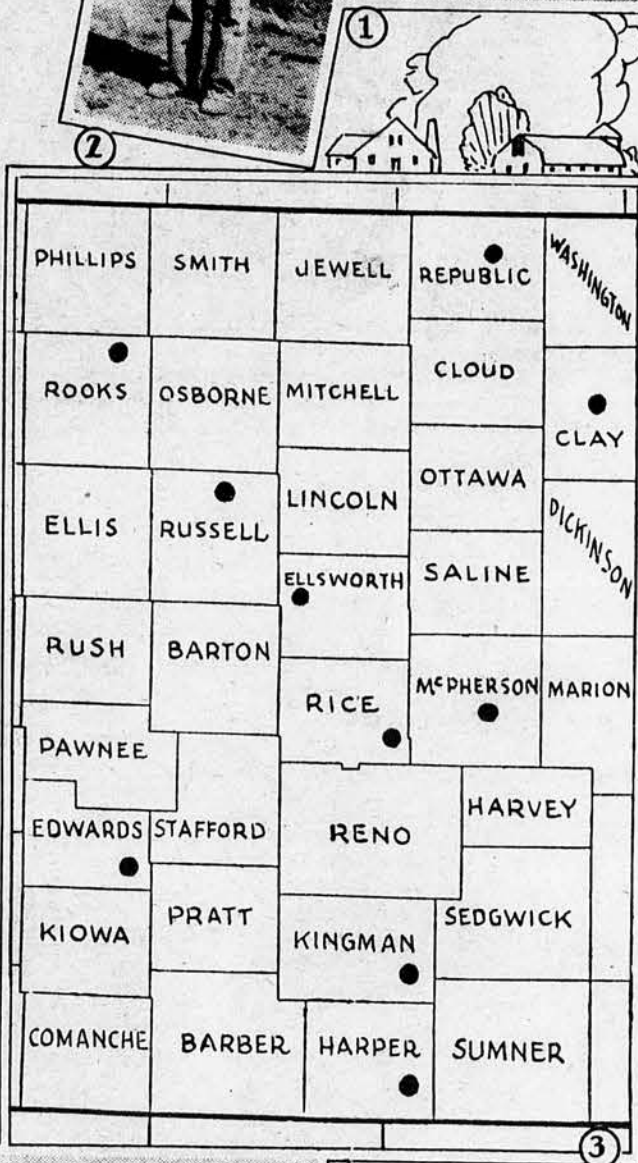 1
2
PHILLIPS SMITH JEWELL REPUBLIC WASHINGTON
ROOKS OSBORNE MITCHELL CLOUD CLAY
ELLIS RUSSELL LINCOLN OTTAWA DICKINSON
ELLSWORTH SALINE
RUSH BARTON RICE McPHERSON MARION
PAWNEE
EDWARDS STAFFORD RENO HARVEY
KIOWA PRATT KINGMAN SEDGWICK
COMANCHE BARBER HARPER SUMNER
3